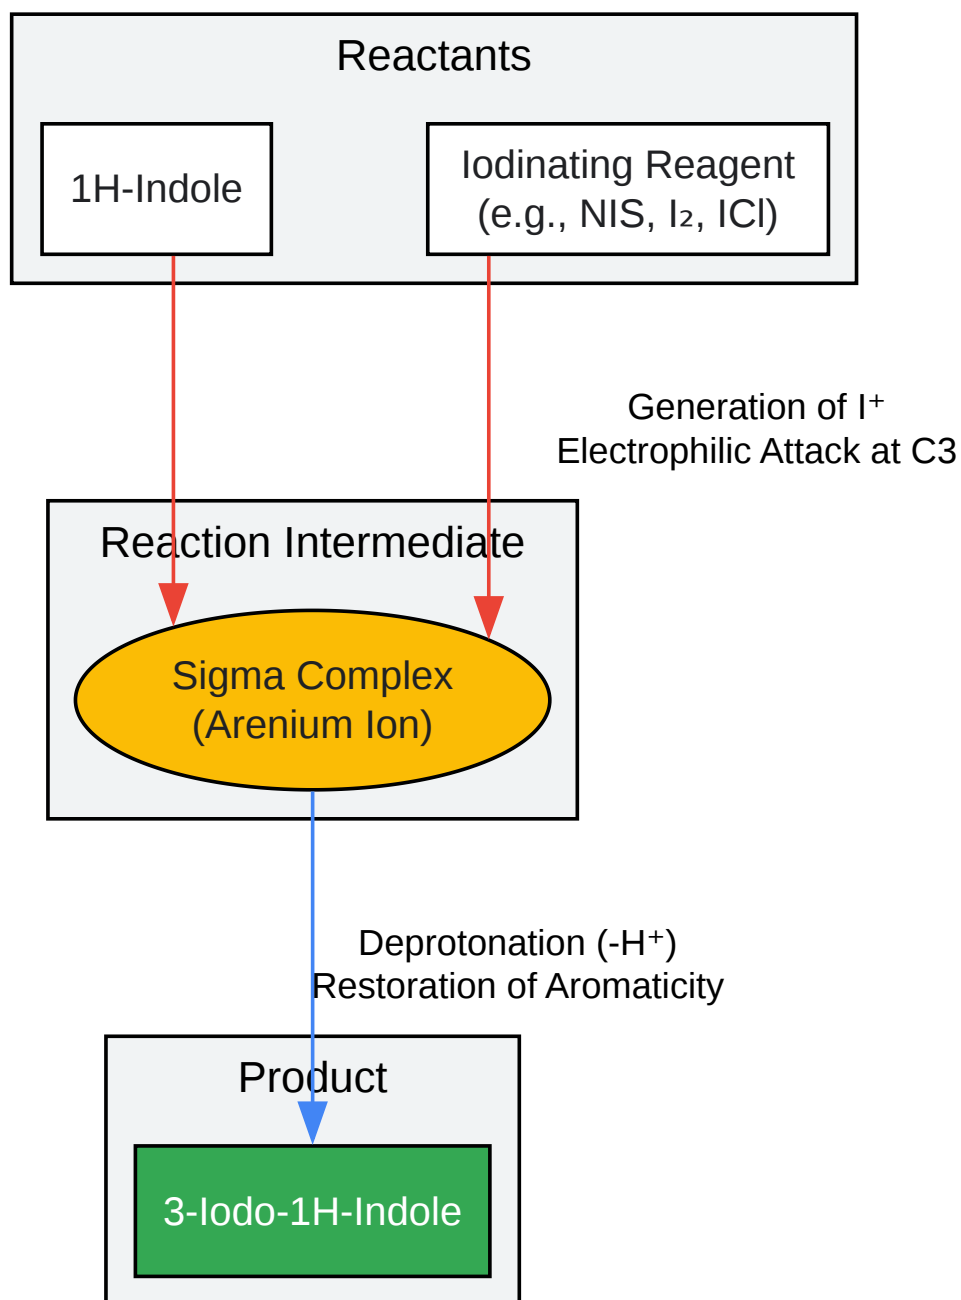 Reactants
1H-Indole
Iodinating Reagent
(e.g., NIS, I₂, ICl)
Generation of I⁺
Electrophilic Attack at C3
Reaction Intermediate
Sigma Complex
(Arenium Ion)
Deprotonation (-H⁺)
Restoration of Aromaticity
Product
3-Iodo-1H-Indole